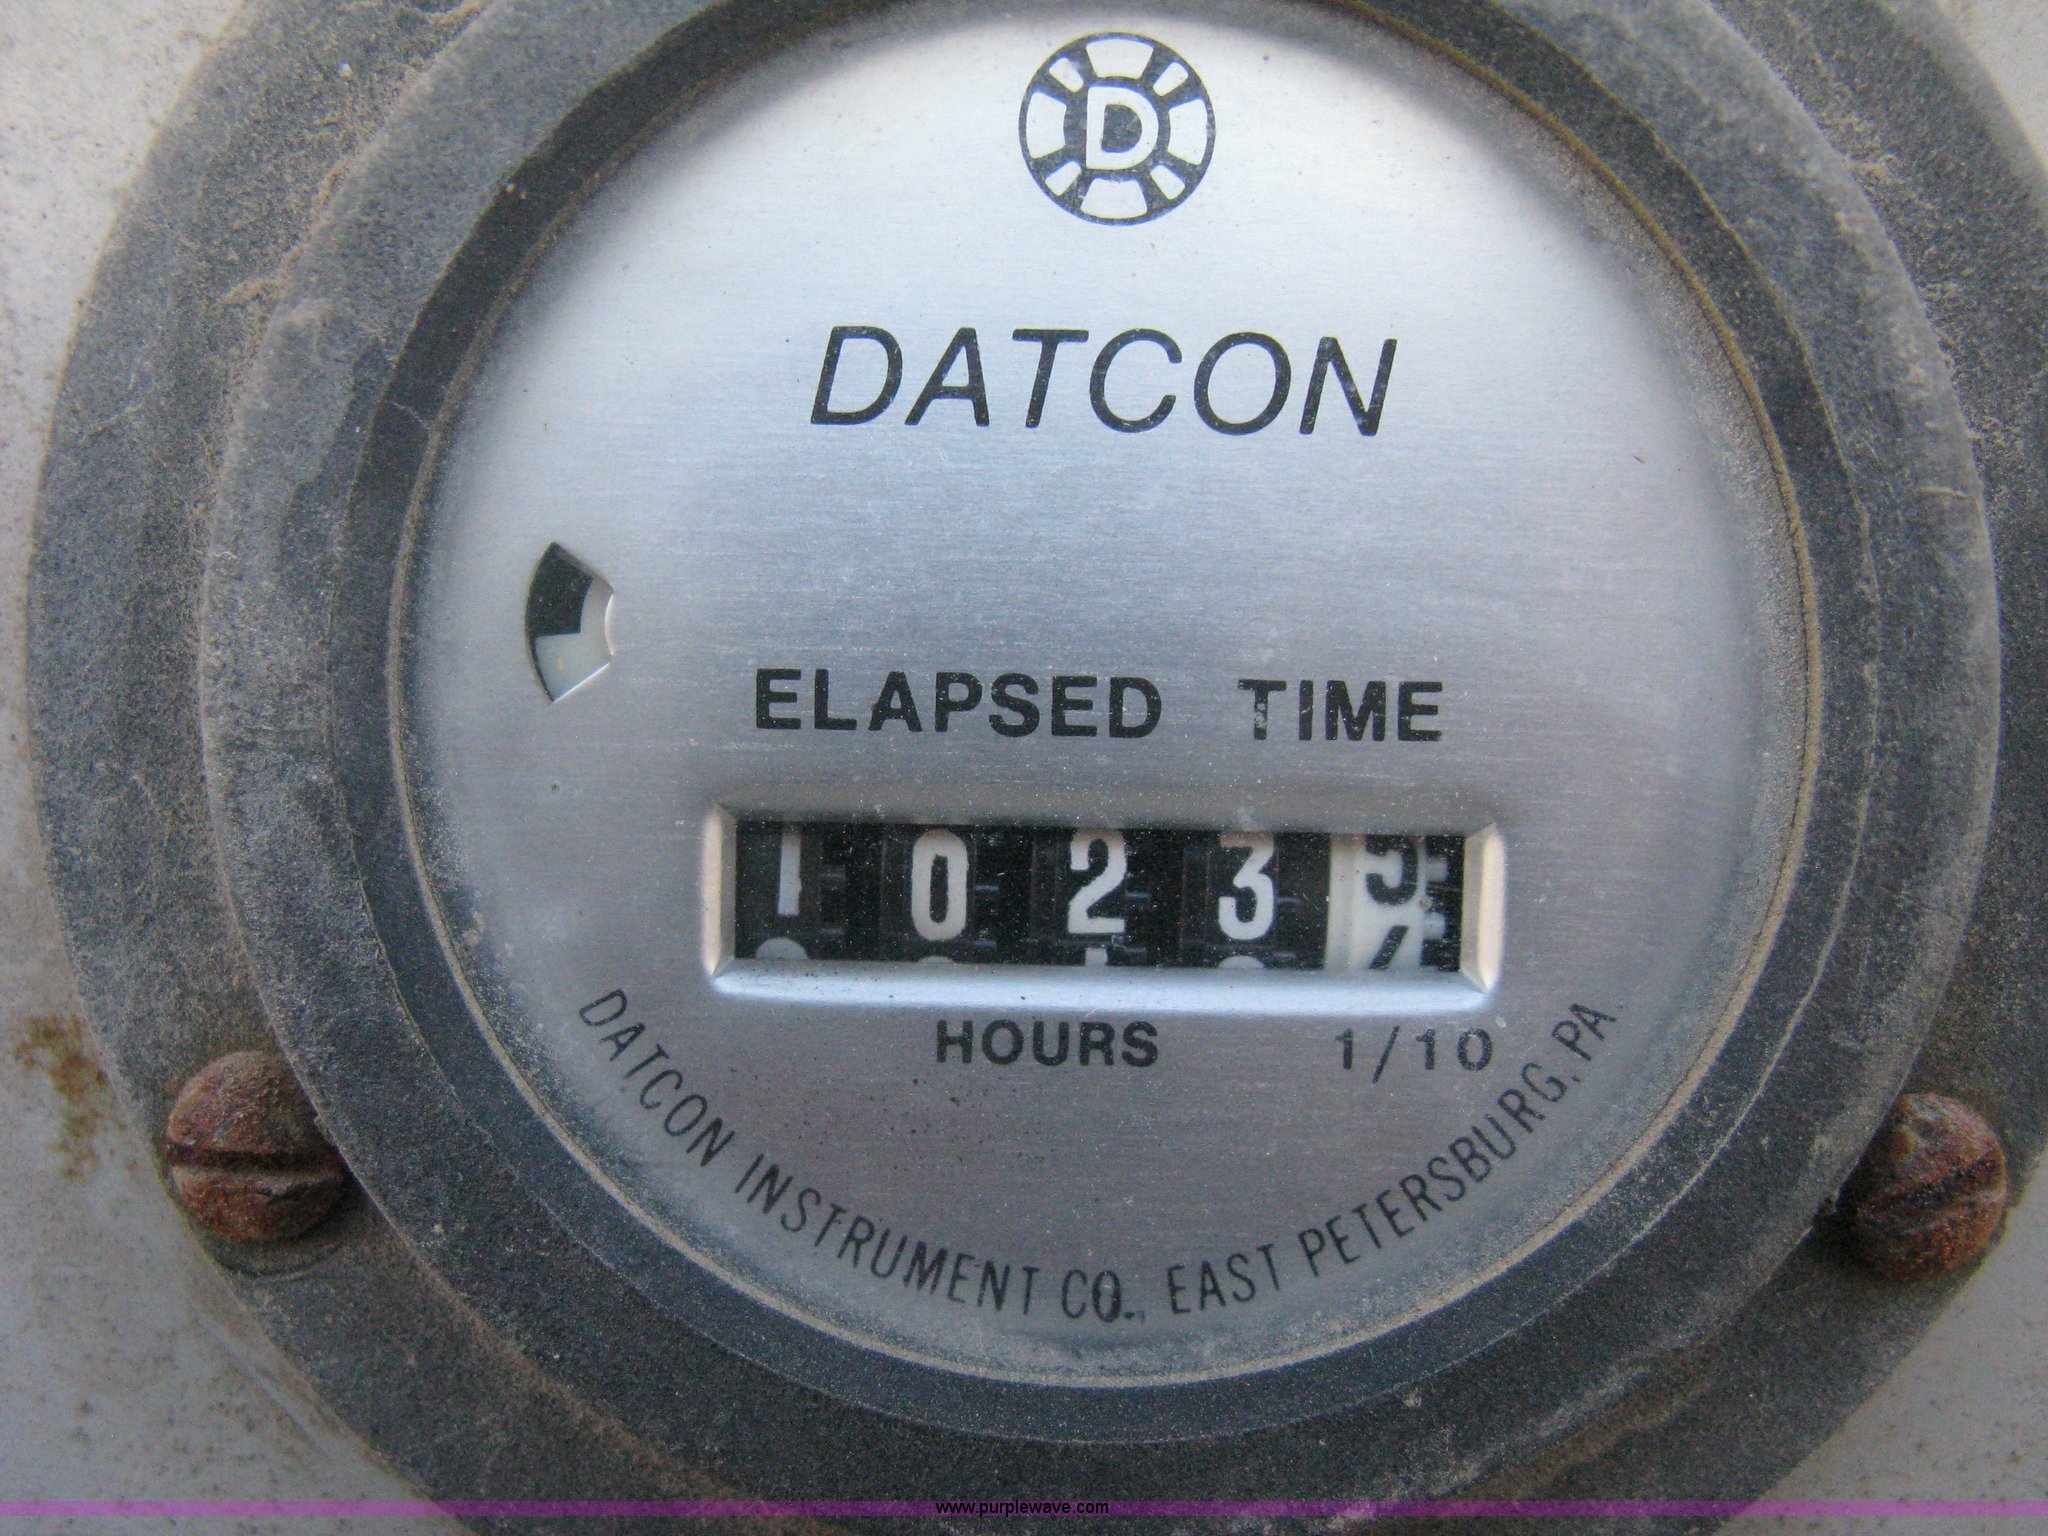 D
DATCON
ELAPSED TIME
1 0 2 3 5
HOURS 1/10
DATCON INSTRUMENT CO., EAST PETERSBURG, PA
www.purplewave.com